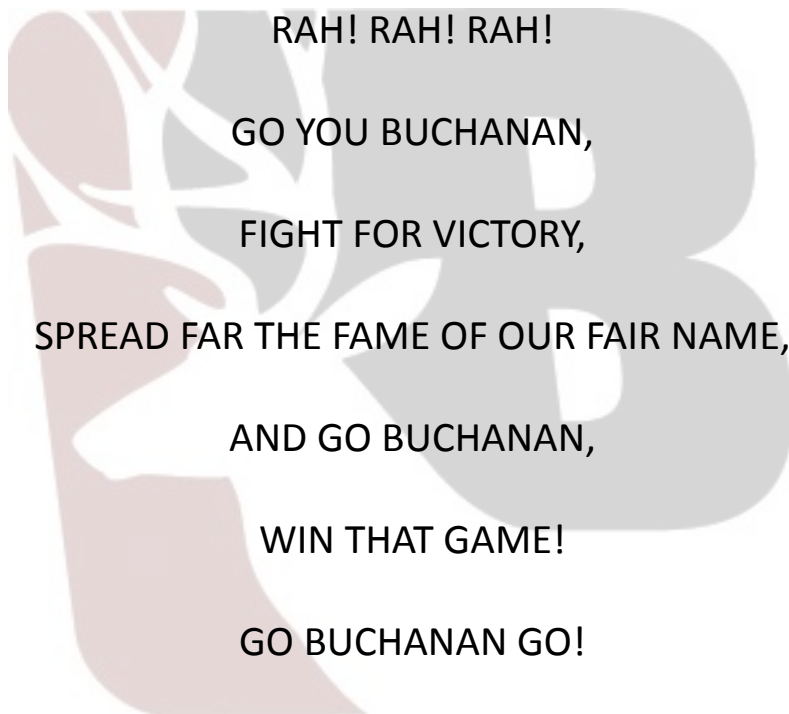 RAH! RAH! RAH!
GO YOU BUCHANAN,
FIGHT FOR VICTORY,
SPREAD FAR THE FAME OF OUR FAIR NAME,
AND GO BUCHANAN,
WIN THAT GAME!
GO BUCHANAN GO!
B